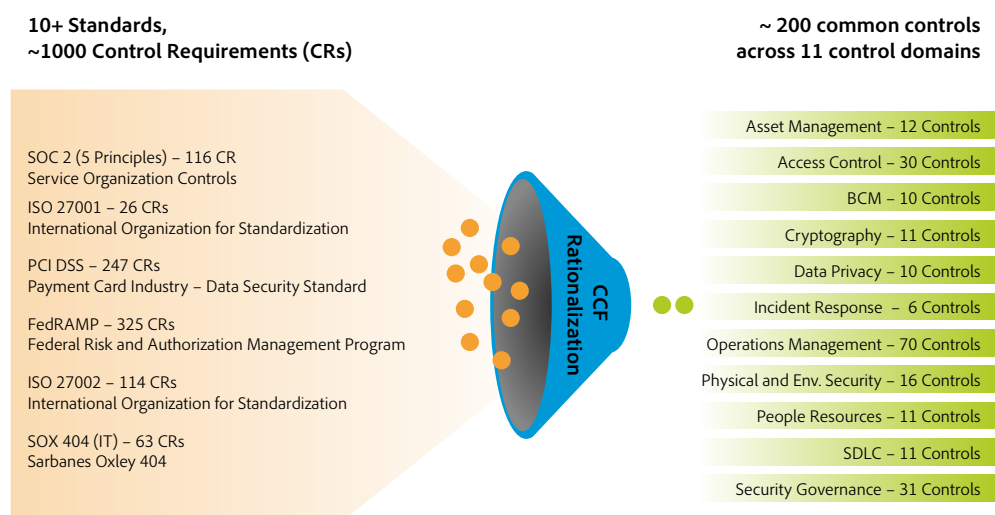 10+ Standards,
~1000 Control Requirements (CRs)
SOC 2 (5 Principles) – 116 CR
Service Organization Controls
ISO 27001 – 26 CRs
International Organization for Standardization
PCI DSS – 247 CRs
Payment Card Industry – Data Security Standard
FedRAMP – 325 CRs
Federal Risk and Authorization Management Program
ISO 27002 – 114 CRs
International Organization for Standardization
SOX 404 (IT) – 63 CRs
Sarbanes Oxley 404
CCF
Rationalization
~ 200 common controls
across 11 control domains
Asset Management – 12 Controls
Access Control – 30 Controls
BCM – 10 Controls
Cryptography – 11 Controls
Data Privacy – 10 Controls
Incident Response – 6 Controls
Operations Management – 70 Controls
Physical and Env. Security – 16 Controls
People Resources – 11 Controls
SDLC – 11 Controls
Security Governance – 31 Controls